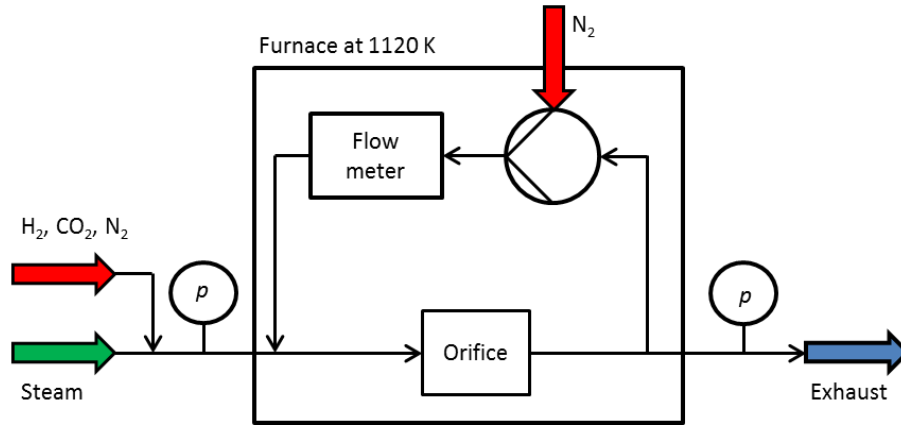 N₂
Furnace at 1120 K
Flow
meter
H₂, CO₂, N₂
p
p
Orifice
Steam
Exhaust